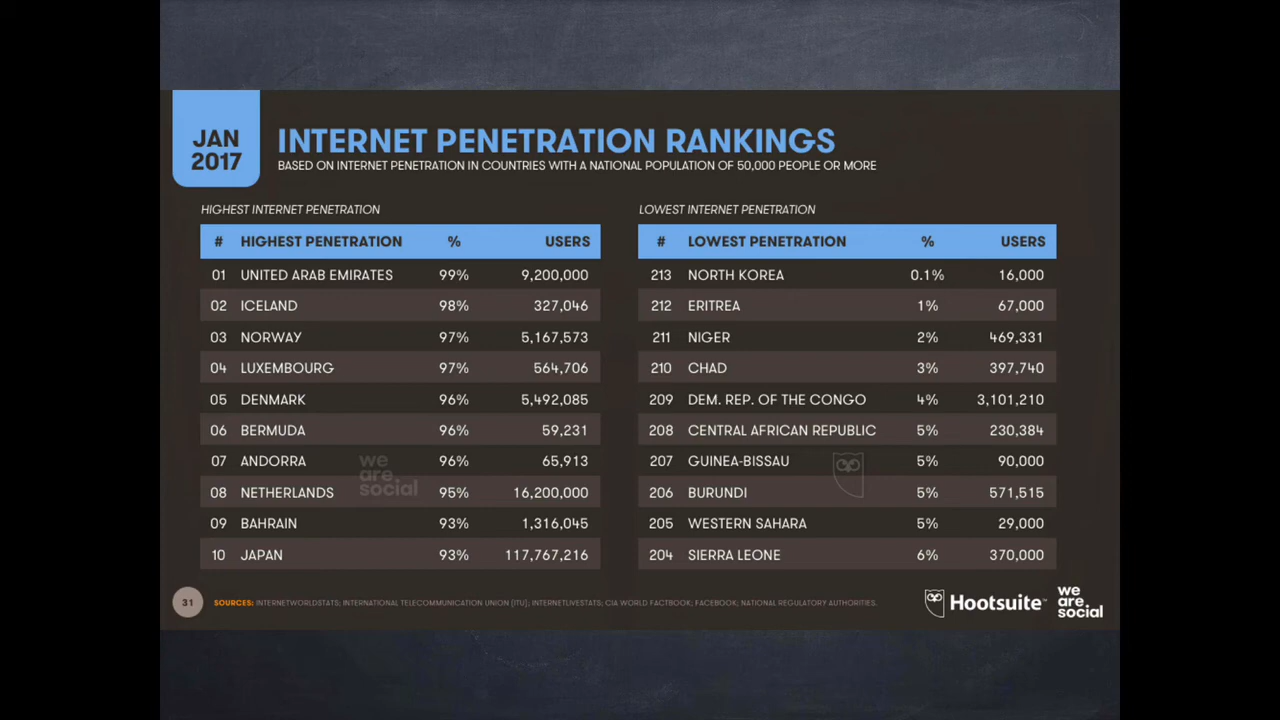 JAN
2017
INTERNET PENETRATION RANKINGS
BASED ON INTERNET PENETRATION IN COUNTRIES WITH A NATIONAL POPULATION OF 50,000 PEOPLE OR MORE
HIGHEST INTERNET PENETRATION
# HIGHEST PENETRATION % USERS
01 UNITED ARAB EMIRATES 99% 9,200,000
02 ICELAND 98% 327,046
03 NORWAY 97% 5,167,573
04 LUXEMBOURG 97% 564,706
05 DENMARK 96% 5,492,085
06 BERMUDA 96% 59,231
07 ANDORRA 96% 65,913
08 NETHERLANDS 95% 16,200,000
09 BAHRAIN 93% 1,316,045
10 JAPAN 93% 117,767,216
we
are
social
LOWEST INTERNET PENETRATION
# LOWEST PENETRATION % USERS
213 NORTH KOREA 0.1% 16,000
212 ERITREA 1% 67,000
211 NIGER 2% 469,331
210 CHAD 3% 397,740
209 DEM. REP. OF THE CONGO 4% 3,101,210
208 CENTRAL AFRICAN REPUBLIC 5% 230,384
207 GUINEA-BISSAU 5% 90,000
206 BURUNDI 5% 571,515
205 WESTERN SAHARA 5% 29,000
204 SIERRA LEONE 6% 370,000
31
SOURCES: INTERNETWORLDSTATS; INTERNATIONAL TELECOMMUNICATION UNION (ITU); INTERNETLIVESTATS; CIA WORLD FACTBOOK; FACEBOOK; NATIONAL REGULATORY AUTHORITIES.
Hootsuite™
we
are
social